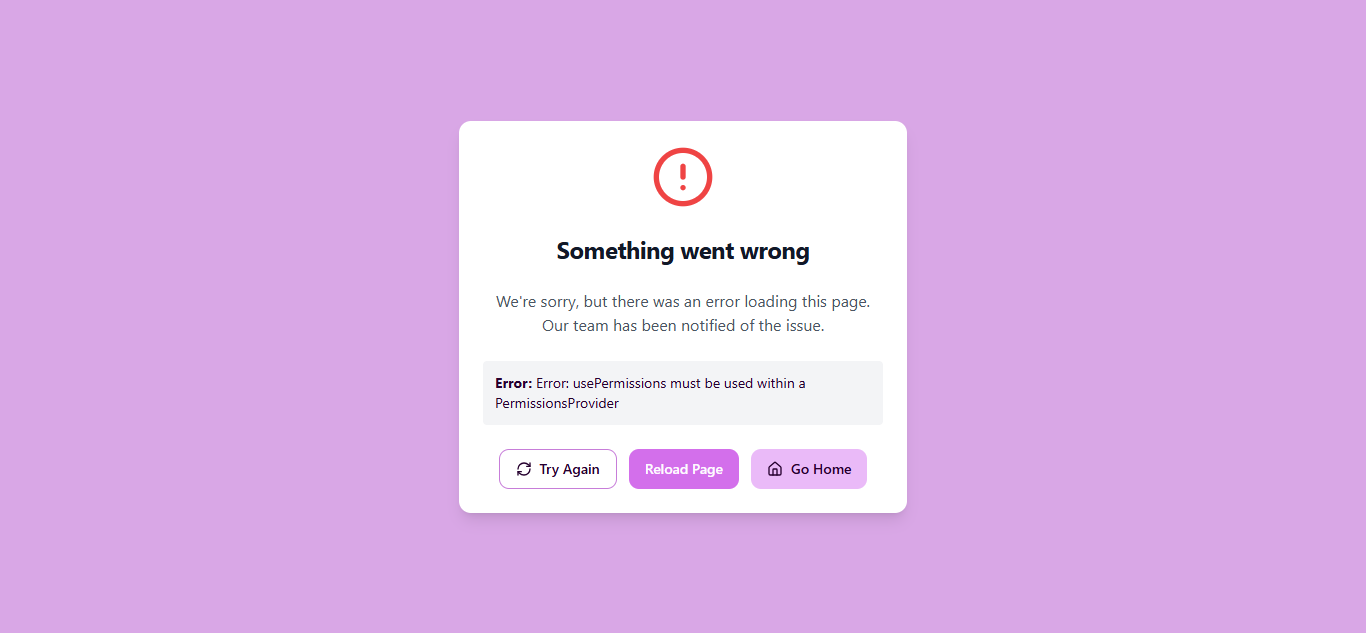 Something went wrong
We're sorry, but there was an error loading this page.
Our team has been notified of the issue.
Error: Error: usePermissions must be used within a
PermissionsProvider
Try Again
Reload Page
Go Home